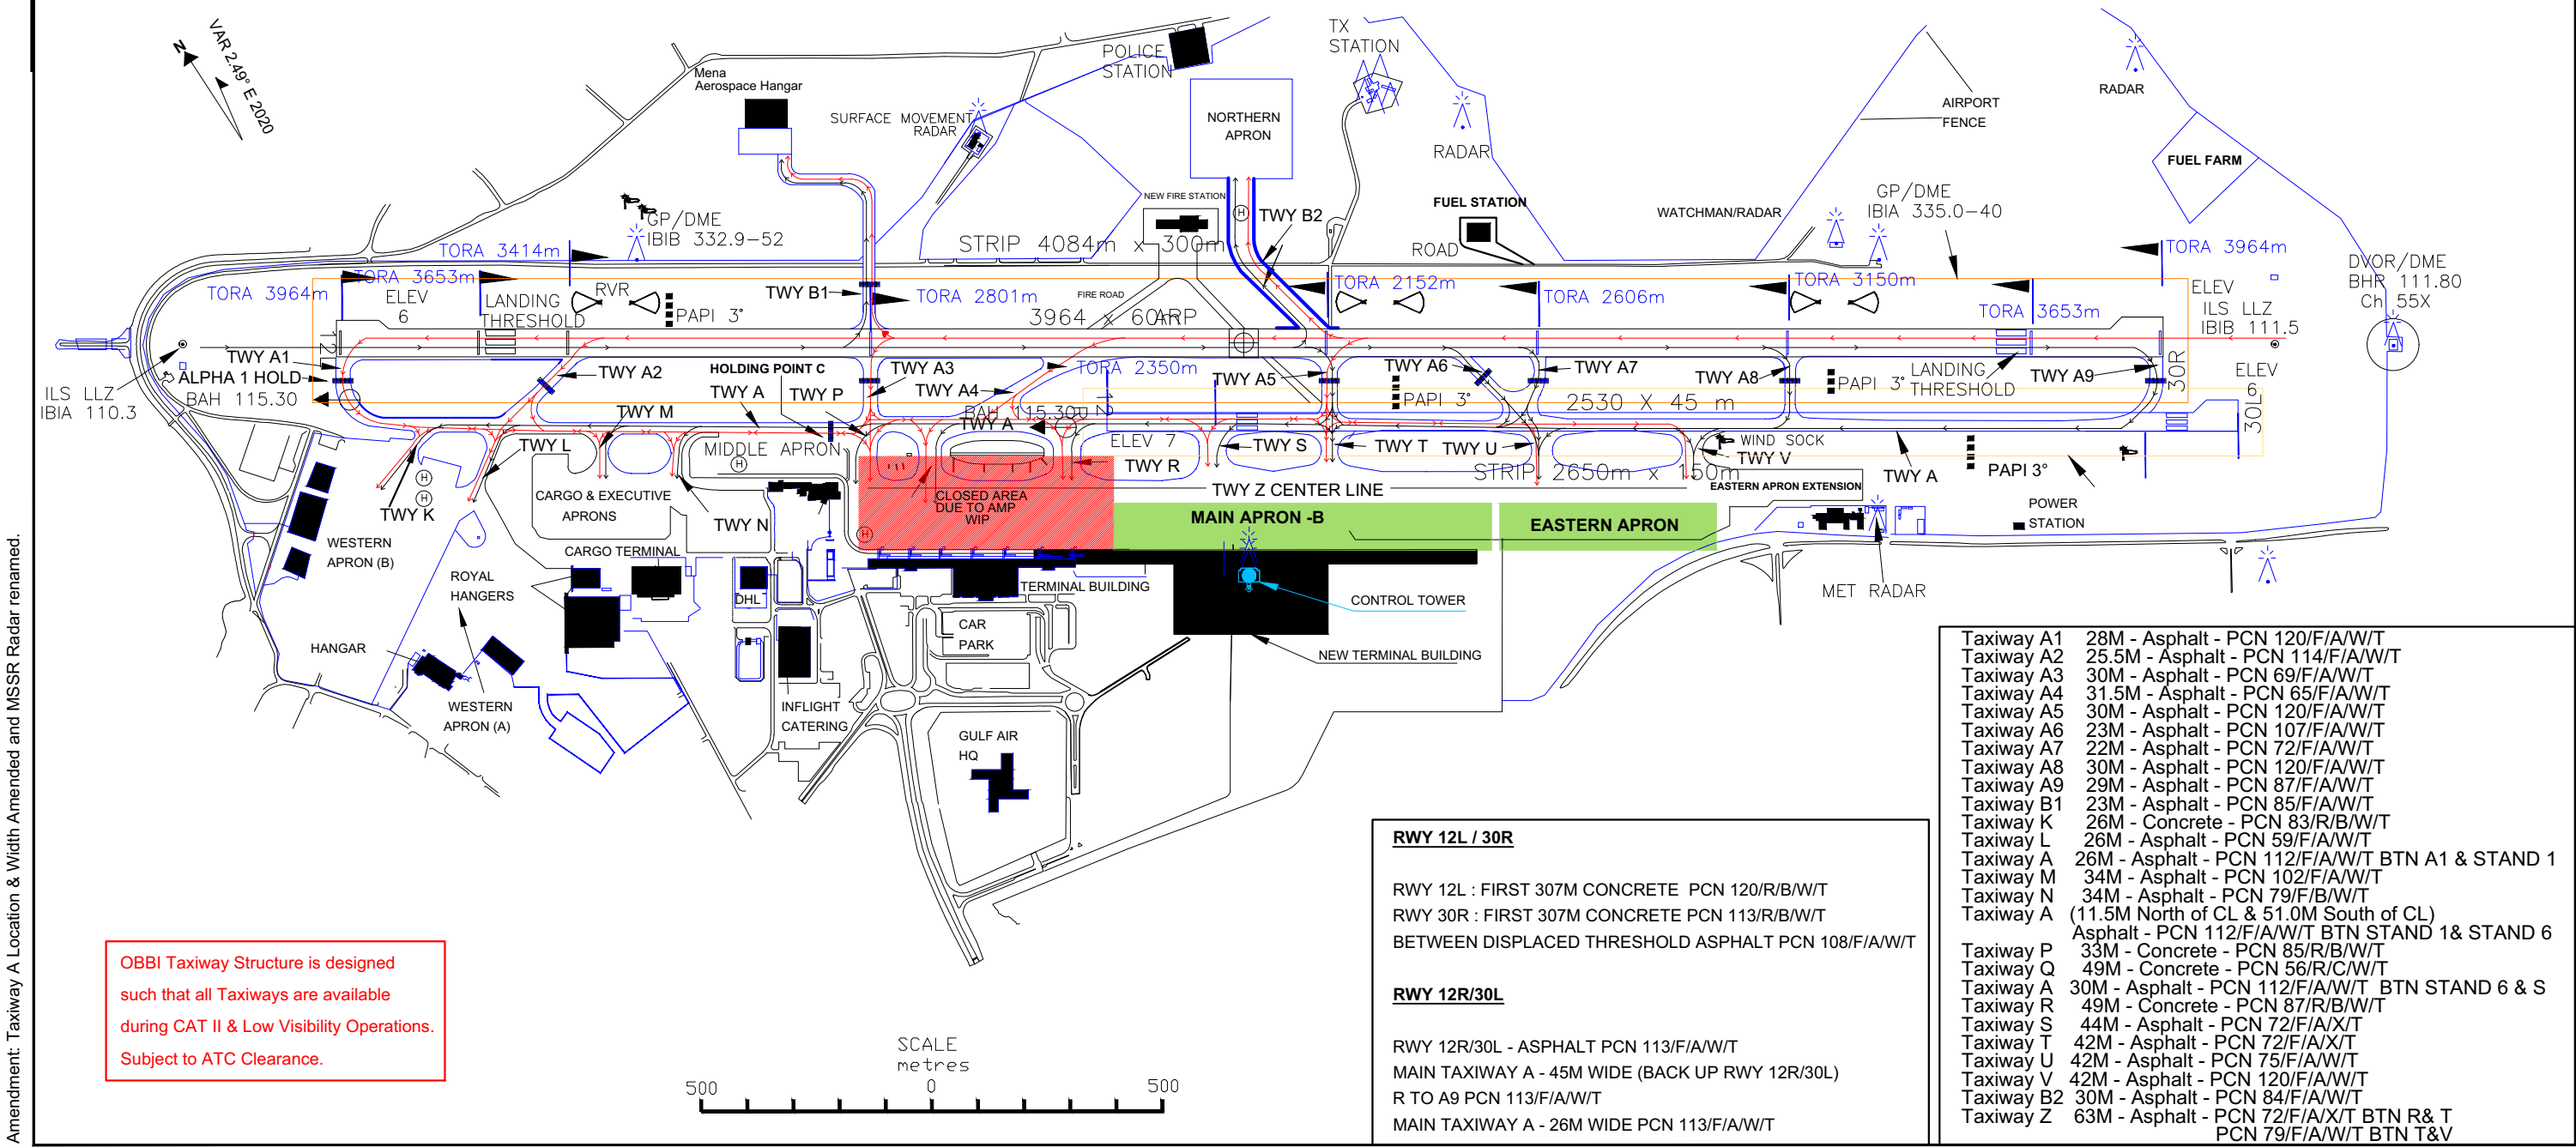 Amendment: Taxiway A Location & Width Amended and MSSR Radar renamed.
N
VAR 2.49° E 2020
Mena
Aerospace Hangar
POLICE
STATION
TX
STATION
SURFACE MOVEMENT
RADAR
NORTHERN
APRON
RADAR
AIRPORT
FENCE
RADAR
FUEL FARM
GP/DME
IBIB 332.9-52
NEW FIRE STATION
H
TWY B2
FUEL STATION
WATCHMAN/RADAR
GP/DME
IBIA 335.0-40
STRIP 4084m x 300m
ROAD
TORA 3414m
TORA 3653m
TORA 3964m
ELEV
6
LANDING
THRESHOLD
RVR
PAPI 3°
TWY B1
TORA 2801m
FIRE ROAD
3964 x 60m
ARP
TORA 2152m
TORA 2606m
TORA 3150m
TORA 3653m
TORA 3964m
ELEV
DVOR/DME
BHR 111.80
Ch 55X
ILS LLZ
IBIB 111.5
12L
TWY A1
ALPHA 1 HOLD
BAH 115.30
ILS LLZ
IBIA 110.3
TWY A2
HOLDING POINT C
TWY A
TWY P
TWY A3
TWY A4
TORA 2350m
TWY A5
TWY A6
TWY A7
TWY A8
PAPI 3°
PAPI 3°
LANDING
THRESHOLD
TWY A9
30R
ELEV
6
30L
2530 X 45 m
TWY M
BAH 115.30
TWY A
ELEV 7
TWY L
MIDDLE APRON
H
TWY R
TWY S
TWY T
TWY U
WIND SOCK
TWY V
STRIP 2650m x 150m
TWY A
PAPI 3°
H
H
TWY K
CARGO & EXECUTIVE
APRONS
TWY N
CLOSED AREA
DUE TO AMP
WIP
H
TWY Z CENTER LINE
MAIN APRON -B
EASTERN APRON
EASTERN APRON EXTENSION
POWER
STATION
WESTERN
APRON (B)
CARGO TERMINAL
ROYAL
HANGERS
DHL
TERMINAL BUILDING
CONTROL TOWER
MET RADAR
CAR
PARK
HANGAR
NEW TERMINAL BUILDING
WESTERN
APRON (A)
INFLIGHT
CATERING
GULF AIR
HQ
OBBI Taxiway Structure is designed
such that all Taxiways are available
during CAT II & Low Visibility Operations.
Subject to ATC Clearance.
SCALE
metres
500 0 500
RWY 12L / 30R
RWY 12L : FIRST 307M CONCRETE PCN 120/R/B/W/T
RWY 30R : FIRST 307M CONCRETE PCN 113/R/B/W/T
BETWEEN DISPLACED THRESHOLD ASPHALT PCN 108/F/A/W/T
RWY 12R/30L
RWY 12R/30L - ASPHALT PCN 113/F/A/W/T
MAIN TAXIWAY A - 45M WIDE (BACK UP RWY 12R/30L)
R TO A9 PCN 113/F/A/W/T
MAIN TAXIWAY A - 26M WIDE PCN 113/F/A/W/T
Taxiway A1 28M - Asphalt - PCN 120/F/A/W/T
Taxiway A2 25.5M - Asphalt - PCN 114/F/A/W/T
Taxiway A3 30M - Asphalt - PCN 69/F/A/W/T
Taxiway A4 31.5M - Asphalt - PCN 65/F/A/W/T
Taxiway A5 30M - Asphalt - PCN 120/F/A/W/T
Taxiway A6 23M - Asphalt - PCN 107/F/A/W/T
Taxiway A7 22M - Asphalt - PCN 72/F/A/W/T
Taxiway A8 30M - Asphalt - PCN 120/F/A/W/T
Taxiway A9 29M - Asphalt - PCN 87/F/A/W/T
Taxiway B1 23M - Asphalt - PCN 85/F/A/W/T
Taxiway K 26M - Concrete - PCN 83/R/B/W/T
Taxiway L 26M - Asphalt - PCN 59/F/A/W/T
Taxiway A 26M - Asphalt - PCN 112/F/A/W/T BTN A1 & STAND 1
Taxiway M 34M - Asphalt - PCN 102/F/A/W/T
Taxiway N 34M - Asphalt - PCN 79/F/B/W/T
Taxiway A (11.5M North of CL & 51.0M South of CL)
Asphalt - PCN 112/F/A/W/T BTN STAND 1& STAND 6
Taxiway P 33M - Concrete - PCN 85/R/B/W/T
Taxiway Q 49M - Concrete - PCN 56/R/C/W/T
Taxiway A 30M - Asphalt - PCN 112/F/A/W/T BTN STAND 6 & S
Taxiway R 49M - Concrete - PCN 87/R/B/W/T
Taxiway S 44M - Asphalt - PCN 72/F/A/X/T
Taxiway T 42M - Asphalt - PCN 72/F/A/X/T
Taxiway U 42M - Asphalt - PCN 75/F/A/W/T
Taxiway V 42M - Asphalt - PCN 120/F/A/W/T
Taxiway B2 30M - Asphalt - PCN 84/F/A/W/T
Taxiway Z 63M - Asphalt - PCN 72/F/A/X/T BTN R& T
PCN 79/F/A/W/T BTN T&V